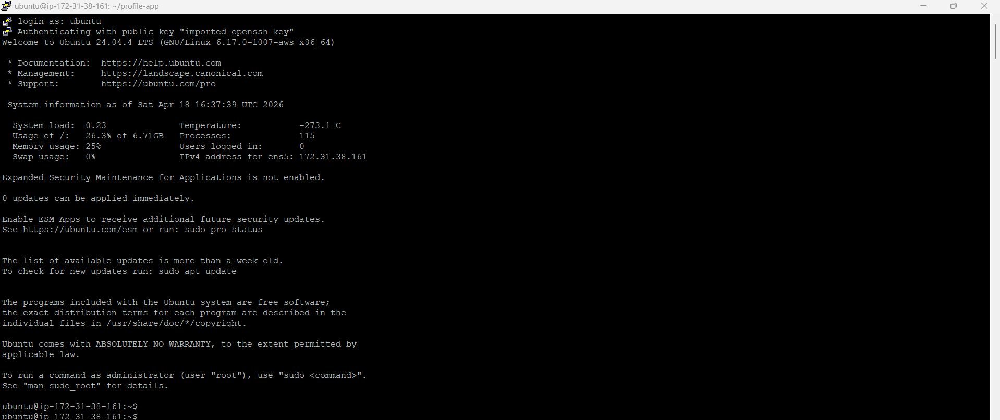 ubuntu@ip-172-31-38-161: ~/profile-app
login as: ubuntu
Authenticating with public key "imported-openssh-key"
Welcome to Ubuntu 24.04.4 LTS (GNU/Linux 6.17.0-1007-aws x86_64)
* Documentation:  https://help.ubuntu.com
* Management:     https://landscape.canonical.com
* Support:        https://ubuntu.com/pro
System information as of Sat Apr 18 16:37:39 UTC 2026
System load:  0.23              Temperature:           -273.1 C
Usage of /:   26.3% of 6.71GB   Processes:             115
Memory usage: 25%               Users logged in:       0
Swap usage:   0%                IPv4 address for ens5: 172.31.38.161
Expanded Security Maintenance for Applications is not enabled.
0 updates can be applied immediately.
Enable ESM Apps to receive additional future security updates.
See https://ubuntu.com/esm or run: sudo pro status
The list of available updates is more than a week old.
To check for new updates run: sudo apt update
The programs included with the Ubuntu system are free software;
the exact distribution terms for each program are described in the
individual files in /usr/share/doc/*/copyright.
Ubuntu comes with ABSOLUTELY NO WARRANTY, to the extent permitted by
applicable law.
To run a command as administrator (user "root"), use "sudo <command>".
See "man sudo_root" for details.
ubuntu@ip-172-31-38-161:~$
ubuntu@ip-172-31-38-161:~$